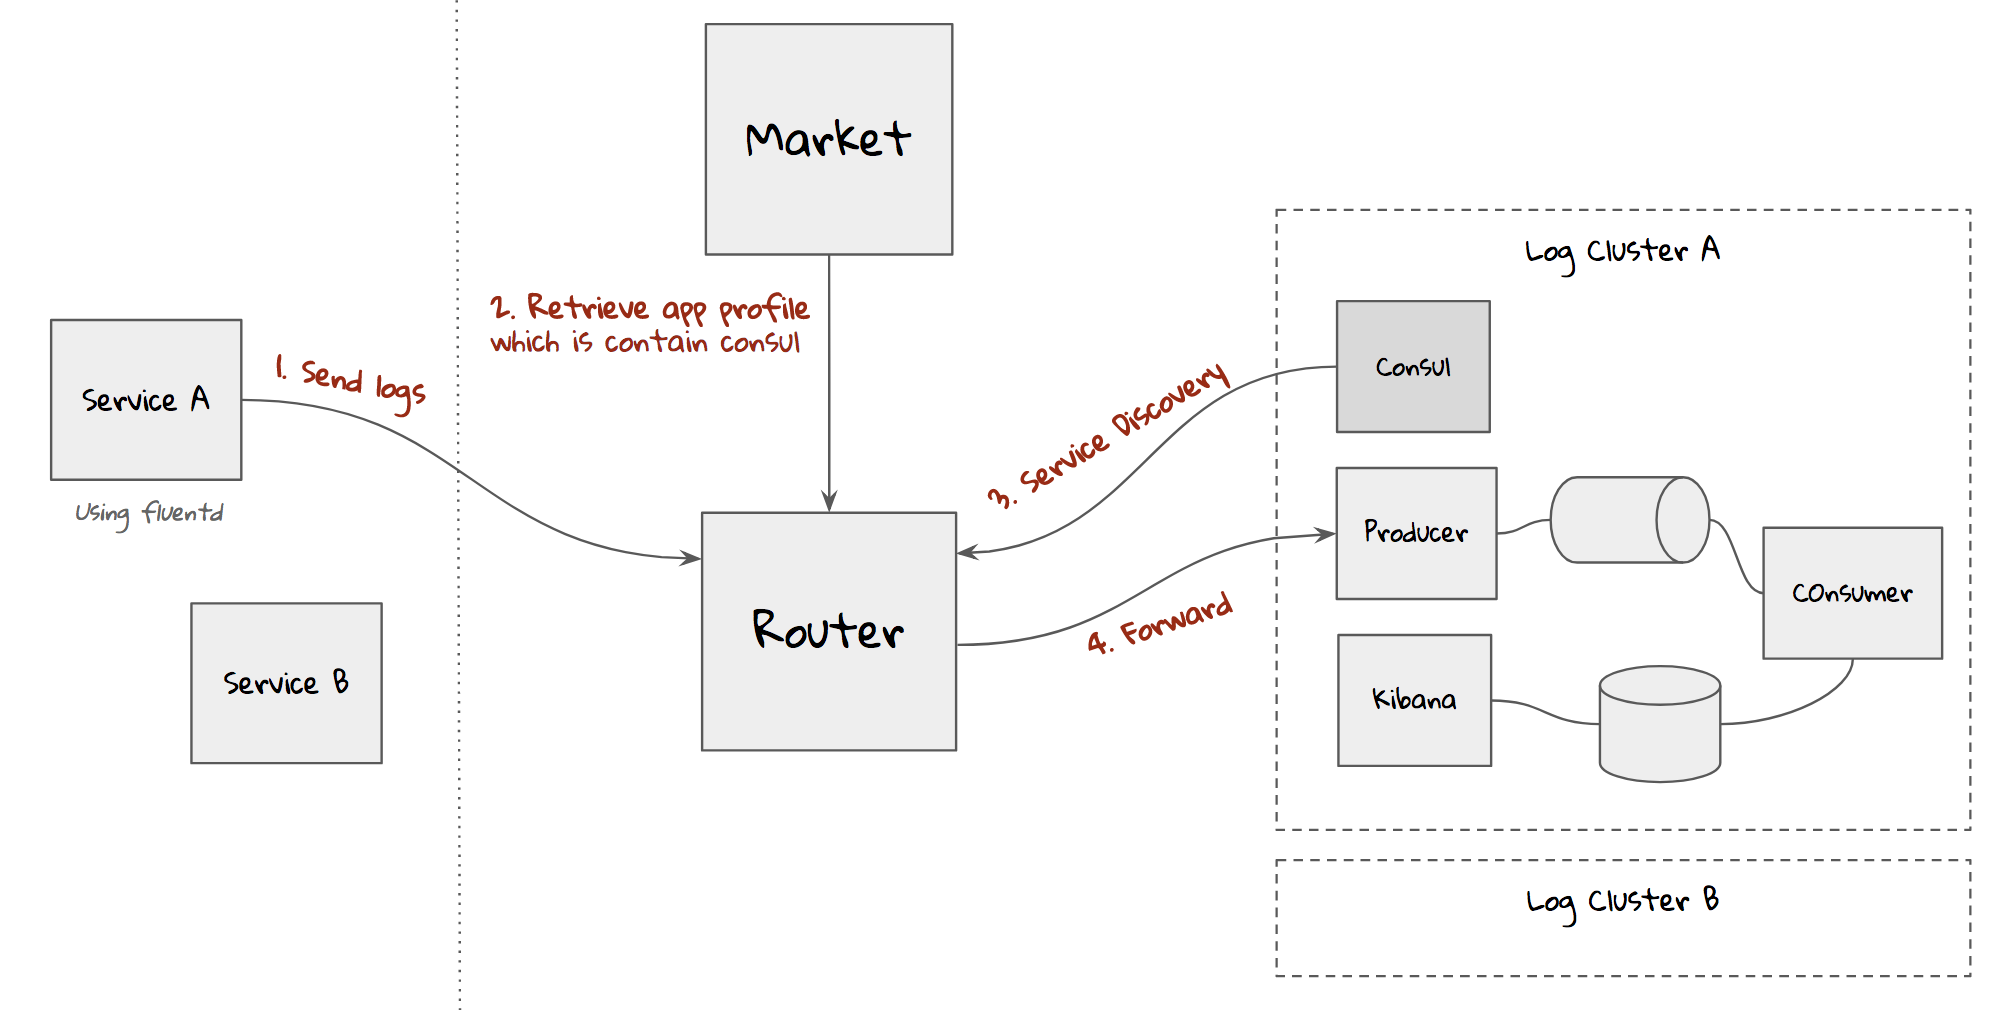 Market
Log Cluster A
2. Retrieve app profile
which is contain consul
1. Send logs
Service A
Using fluentd
3. Service Discovery
Consul
Producer
COnsumer
4. Forward
Router
Service B
Kibana
Log Cluster B